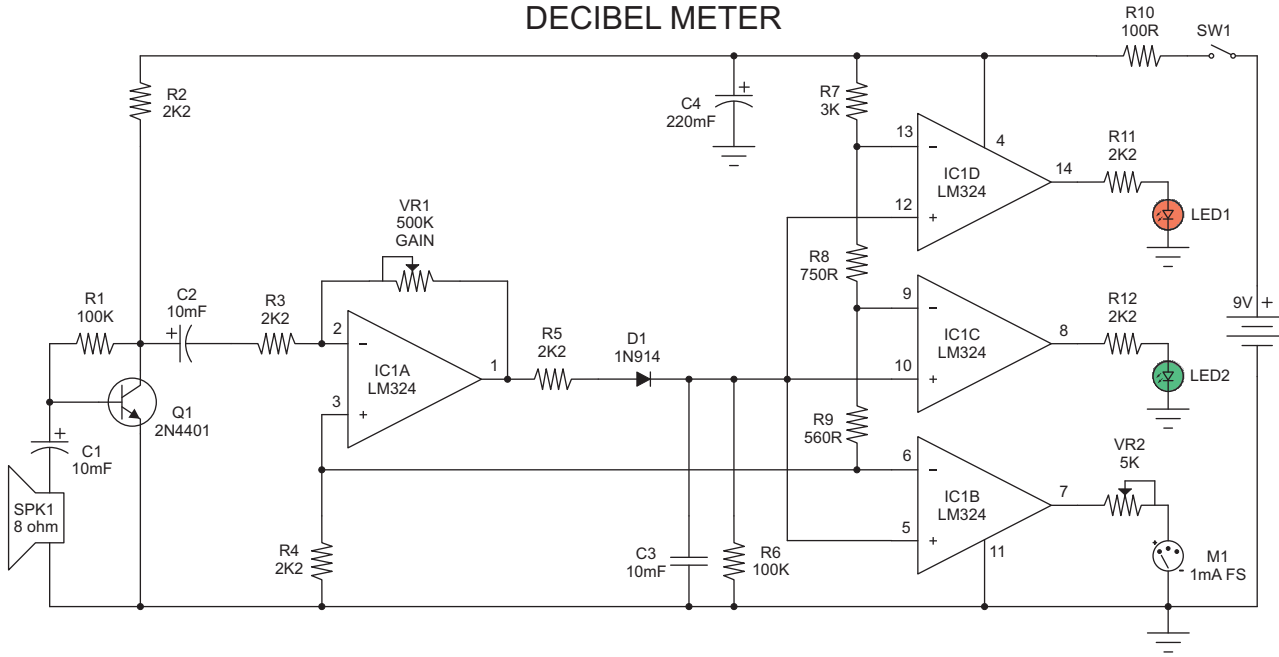 DECIBEL METER
R10
100R
SW1
R2
2K2
C4
220mF
+
R7
3K
13
−
4
IC1D
LM324
14
R11
2K2
12
+
LED1
VR1
500K
GAIN
R8
750R
R1
100K
C2
10mF
+
R3
2K2
2
−
IC1A
LM324
1
3
+
R5
2K2
D1
1N914
9
−
IC1C
LM324
8
R12
2K2
10
+
LED2
9V
+
Q1
2N4401
+
C1
10mF
SPK1
8 ohm
R9
560R
6
−
IC1B
LM324
7
VR2
5K
5
+
11
R4
2K2
C3
10mF
R6
100K
+
-
M1
1mA FS